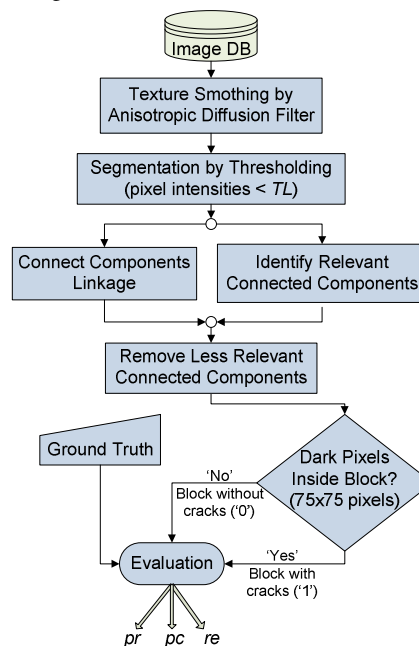 Image DB
Texture Smothing by
Anisotropic Diffusion Filter
Segmentation by Thresholding
(pixel intensities < TL)
Connect Components
Linkage
Identify Relevant
Connected Components
Remove Less Relevant
Connected Components
Ground Truth
Dark Pixels
Inside Block?
(75x75 pixels)
'No'
Block without
cracks ('0')
Evaluation
'Yes'
Block with
cracks ('1')
pr pc re